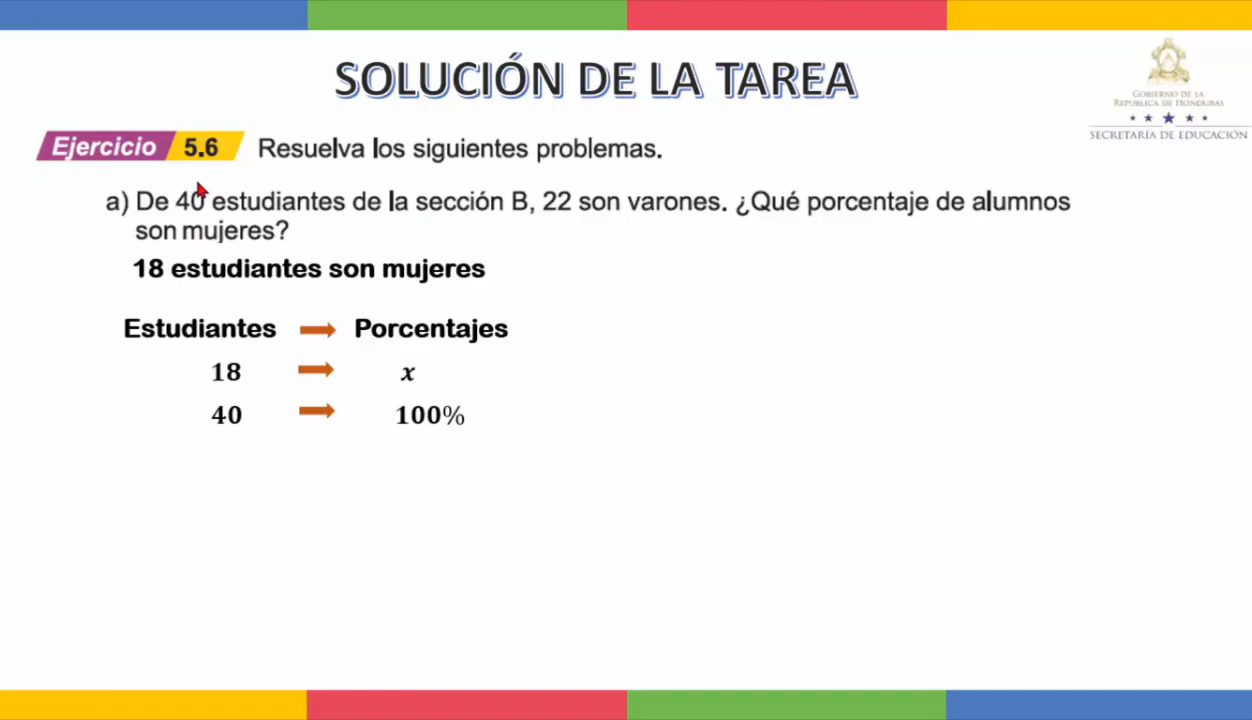 SOLUCIÓN DE LA TAREA
GOBIERNO DE LA
REPÚBLICA DE HONDURAS
SECRETARÍA DE EDUCACIÓN
Ejercicio 5.6 Resuelva los siguientes problemas.
a) De 40 estudiantes de la sección B, 22 son varones. ¿Qué porcentaje de alumnos
son mujeres?
18 estudiantes son mujeres
Estudiantes Porcentajes
18 x
40 100%